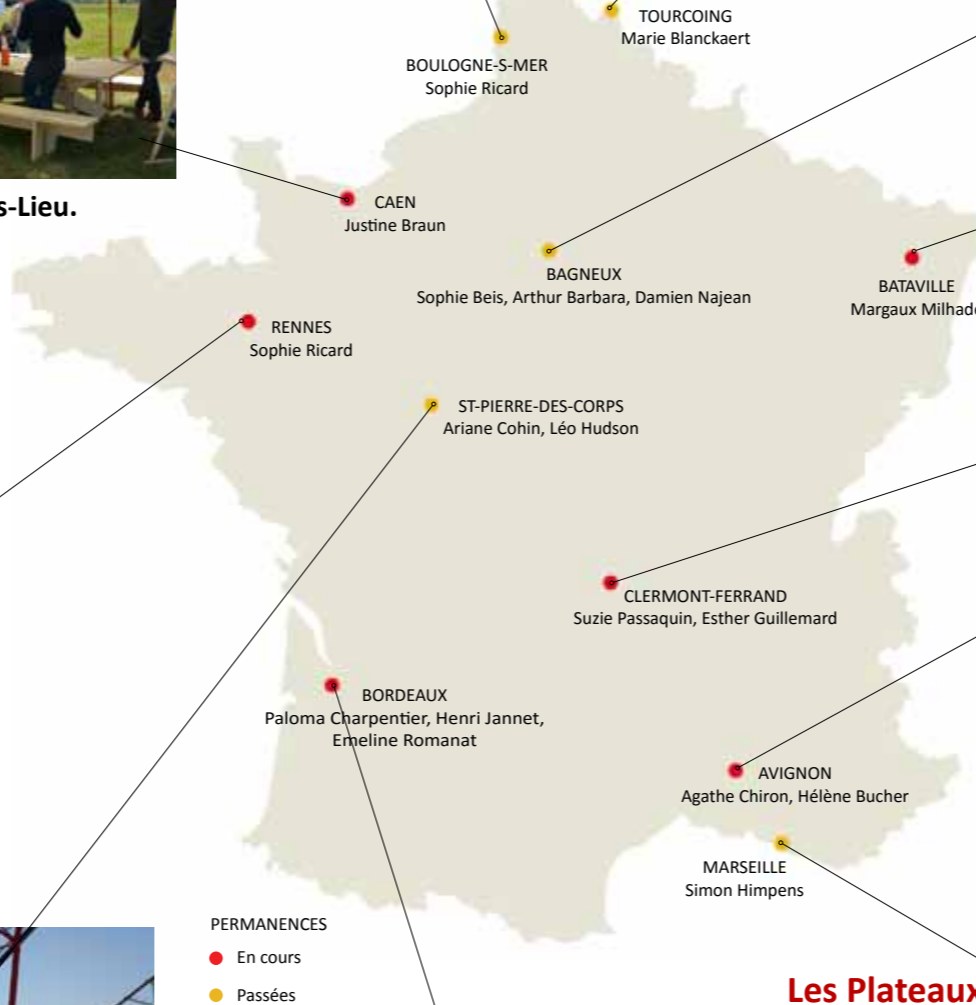 TOURCOING
Marie Blanckaert
BOULOGNE-S-MER
Sophie Ricard
s-Lieu.
CAEN
Justine Braun
BAGNEUX
Sophie Beis, Arthur Barbara, Damien Najean
BATAVILLE
Margaux Milhade
RENNES
Sophie Ricard
ST-PIERRE-DES-CORPS
Ariane Cohin, Léo Hudson
CLERMONT-FERRAND
Suzie Passaquin, Esther Guillemard
BORDEAUX
Paloma Charpentier, Henri Jannet,
Emeline Romanat
AVIGNON
Agathe Chiron, Hélène Bucher
MARSEILLE
Simon Himpens
PERMANENCES
En cours
Passées
Les Plateaux